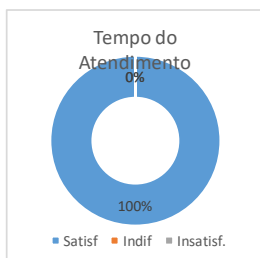 Tempo do
Atendimento
0%
100%
Satisf Indif Insatisf.